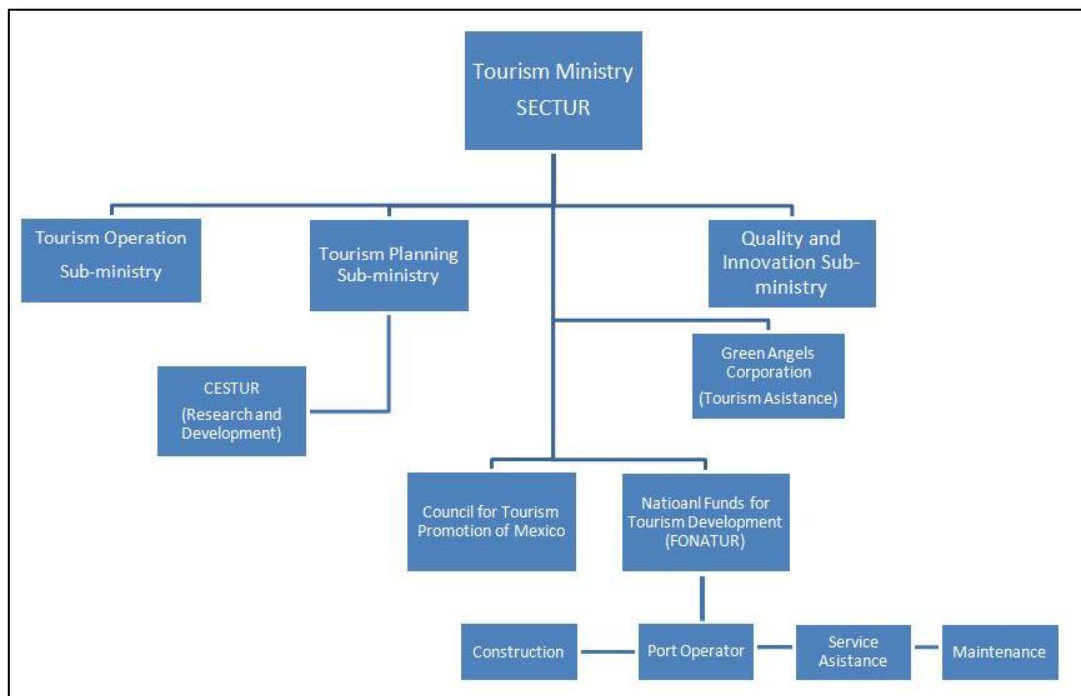 Tourism Ministry
SECTUR
Tourism Operation
Sub-ministry
Tourism Planning
Sub-ministry
Quality and
Innovation Sub-
ministry
Green Angels
Corporation
(Tourism Asistance)
CESTUR
(Research and
Development)
Council for Tourism
Promotion of Mexico
Natioanl Funds for
Tourism Development
(FONATUR)
Construction
Port Operator
Service
Asistance
Maintenance